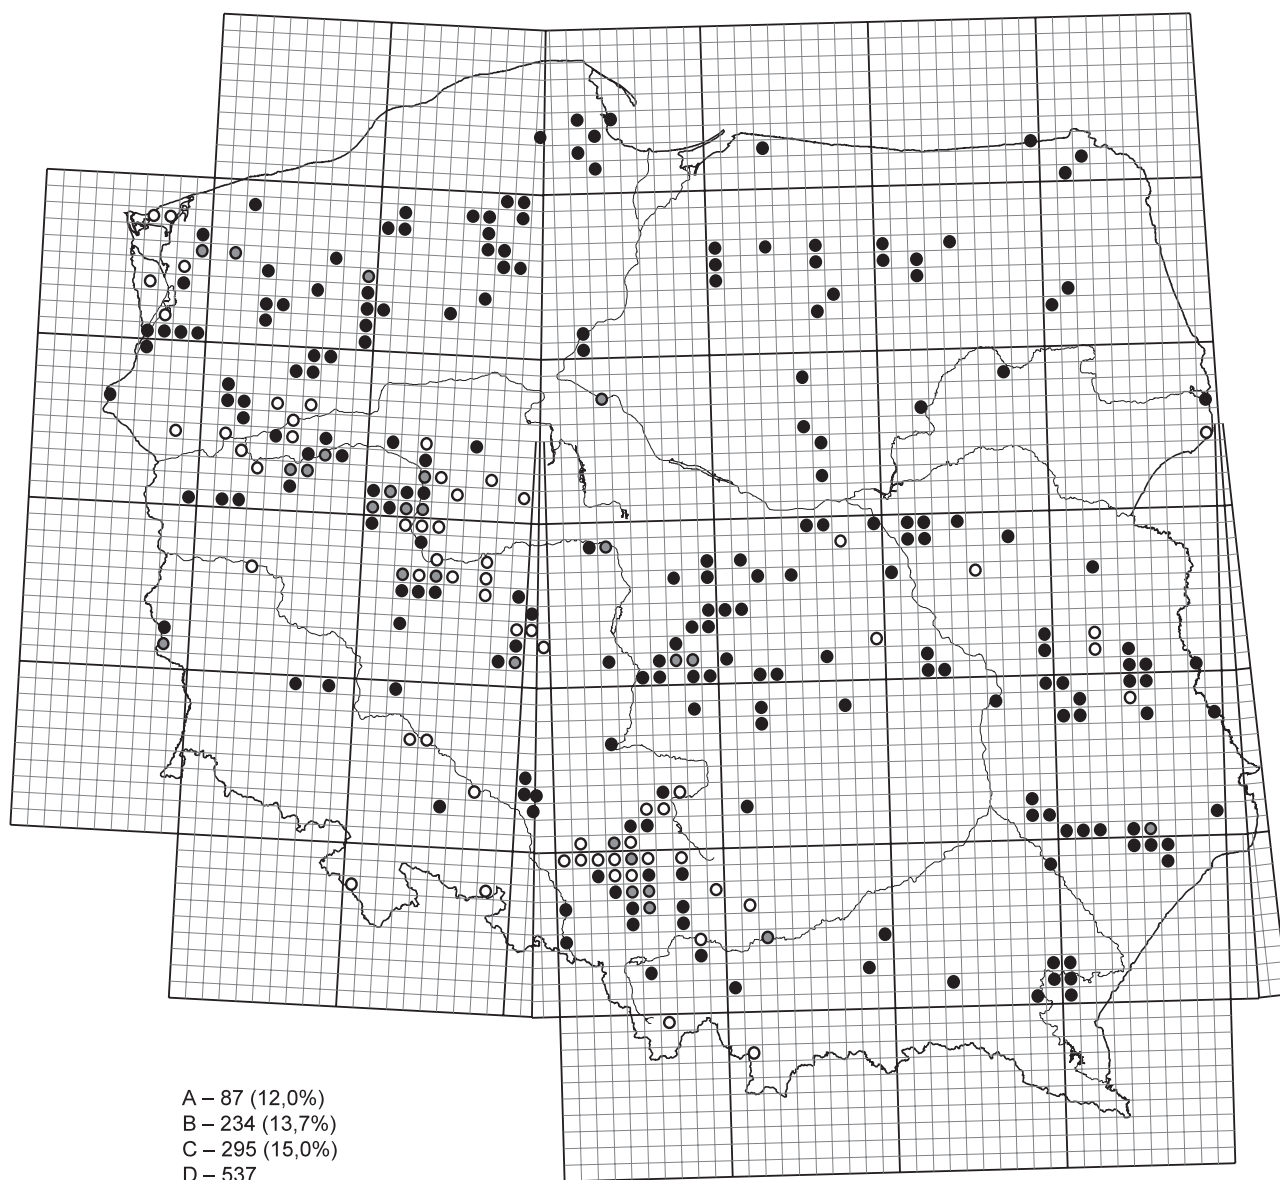 A – 87 (12,0%)
B – 234 (13,7%)
C – 295 (15,0%)
D – 537